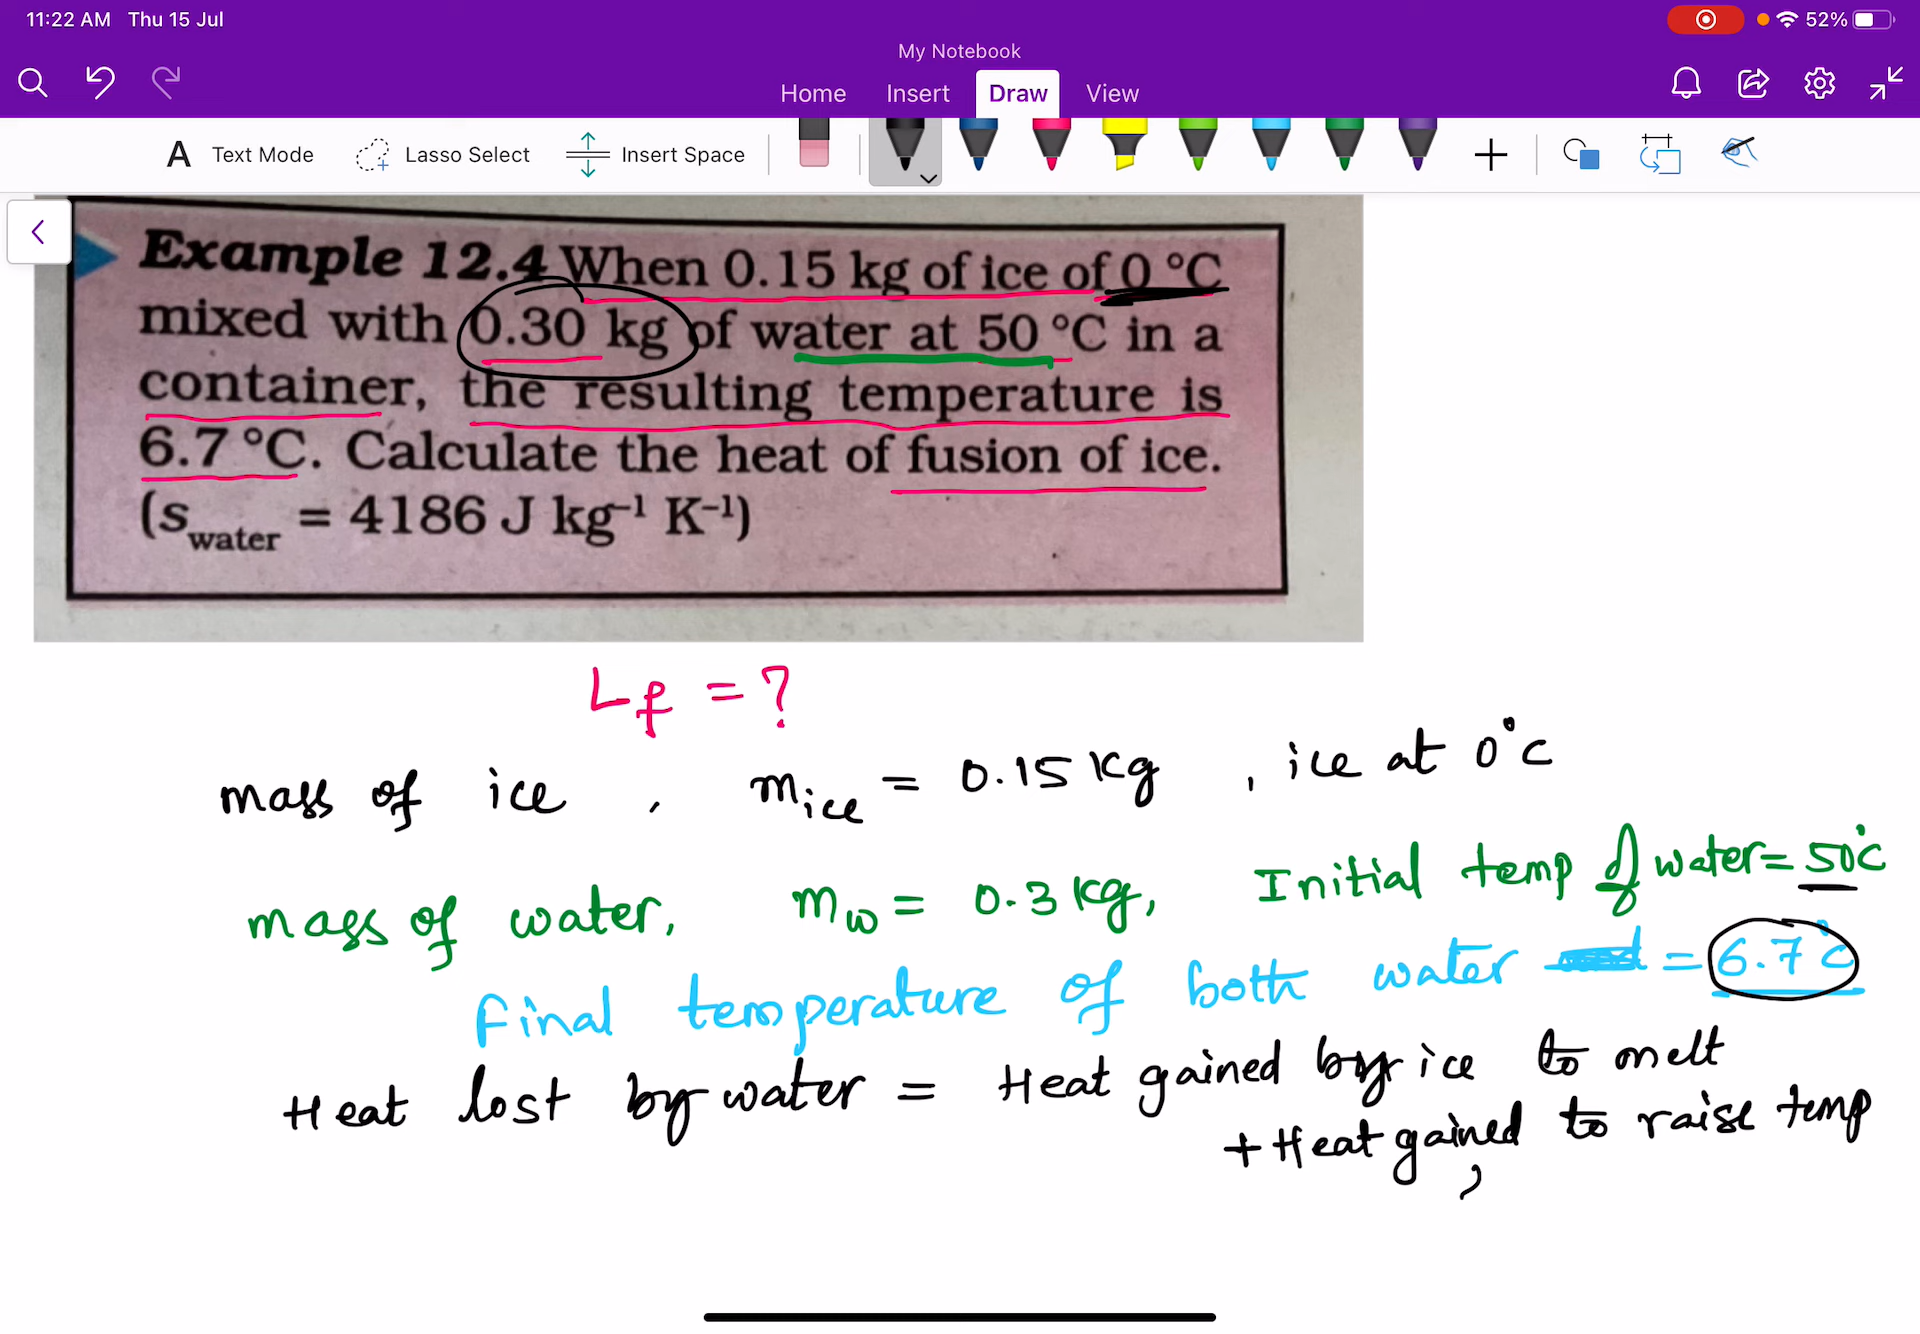 11:22 AM Thu 15 Jul
52%
My Notebook
Home Insert Draw View
A Text Mode Lasso Select Insert Space
Example 12.4 When 0.15 kg of ice of 0 °C
mixed with 0.30 kg of water at 50 °C in a
container, the resulting temperature is
6.7 °C. Calculate the heat of fusion of ice.
(s_water = 4186 J kg⁻¹ K⁻¹)
Lf = ?
mass of ice , mice = 0.15 kg , ice at 0°c
mass of water, mw = 0.3 kg, Initial temp of water = 50°c
final temperature of both water = 6.7°c
Heat lost by water = Heat gained by ice to melt
+ Heat gained to raise temp